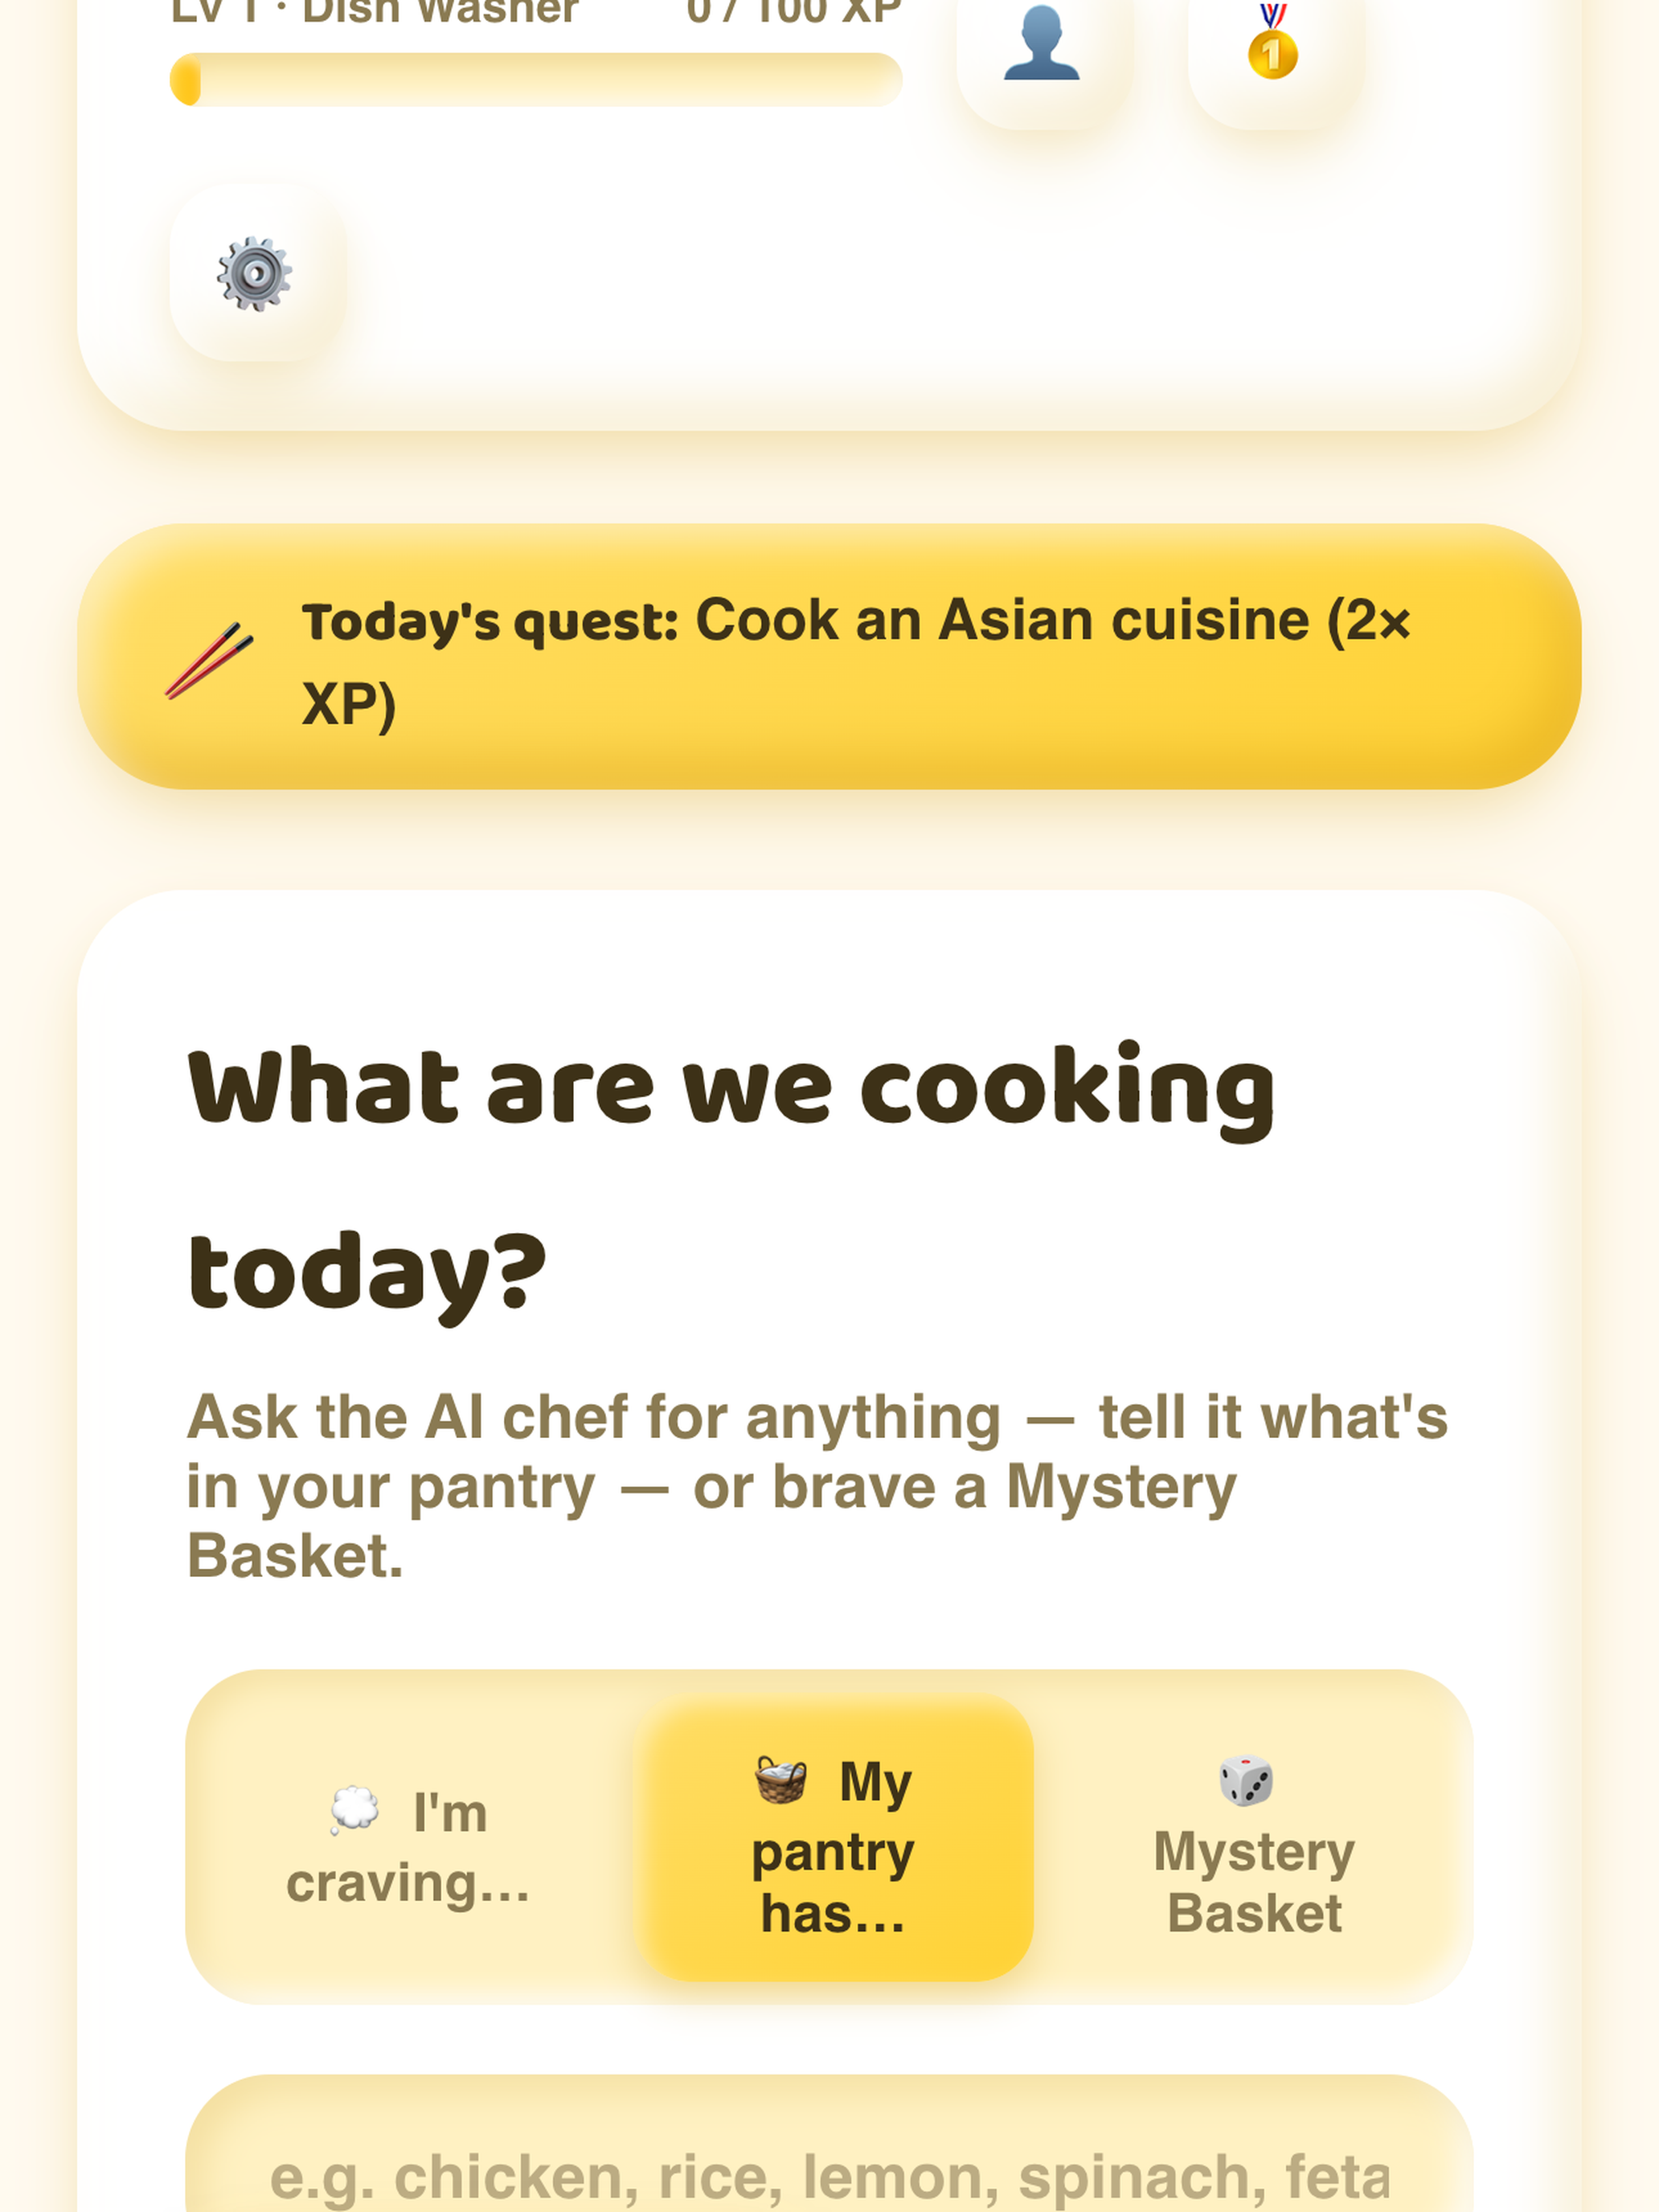 Lv 1 · Dish Washer 0 / 100 XP
Today's quest: Cook an Asian cuisine (2×
XP)
What are we cooking
today?
Ask the AI chef for anything — tell it what's
in your pantry — or brave a Mystery
Basket.
I'm
craving...
My
pantry
has...
Mystery
Basket
e.g. chicken, rice, lemon, spinach, feta